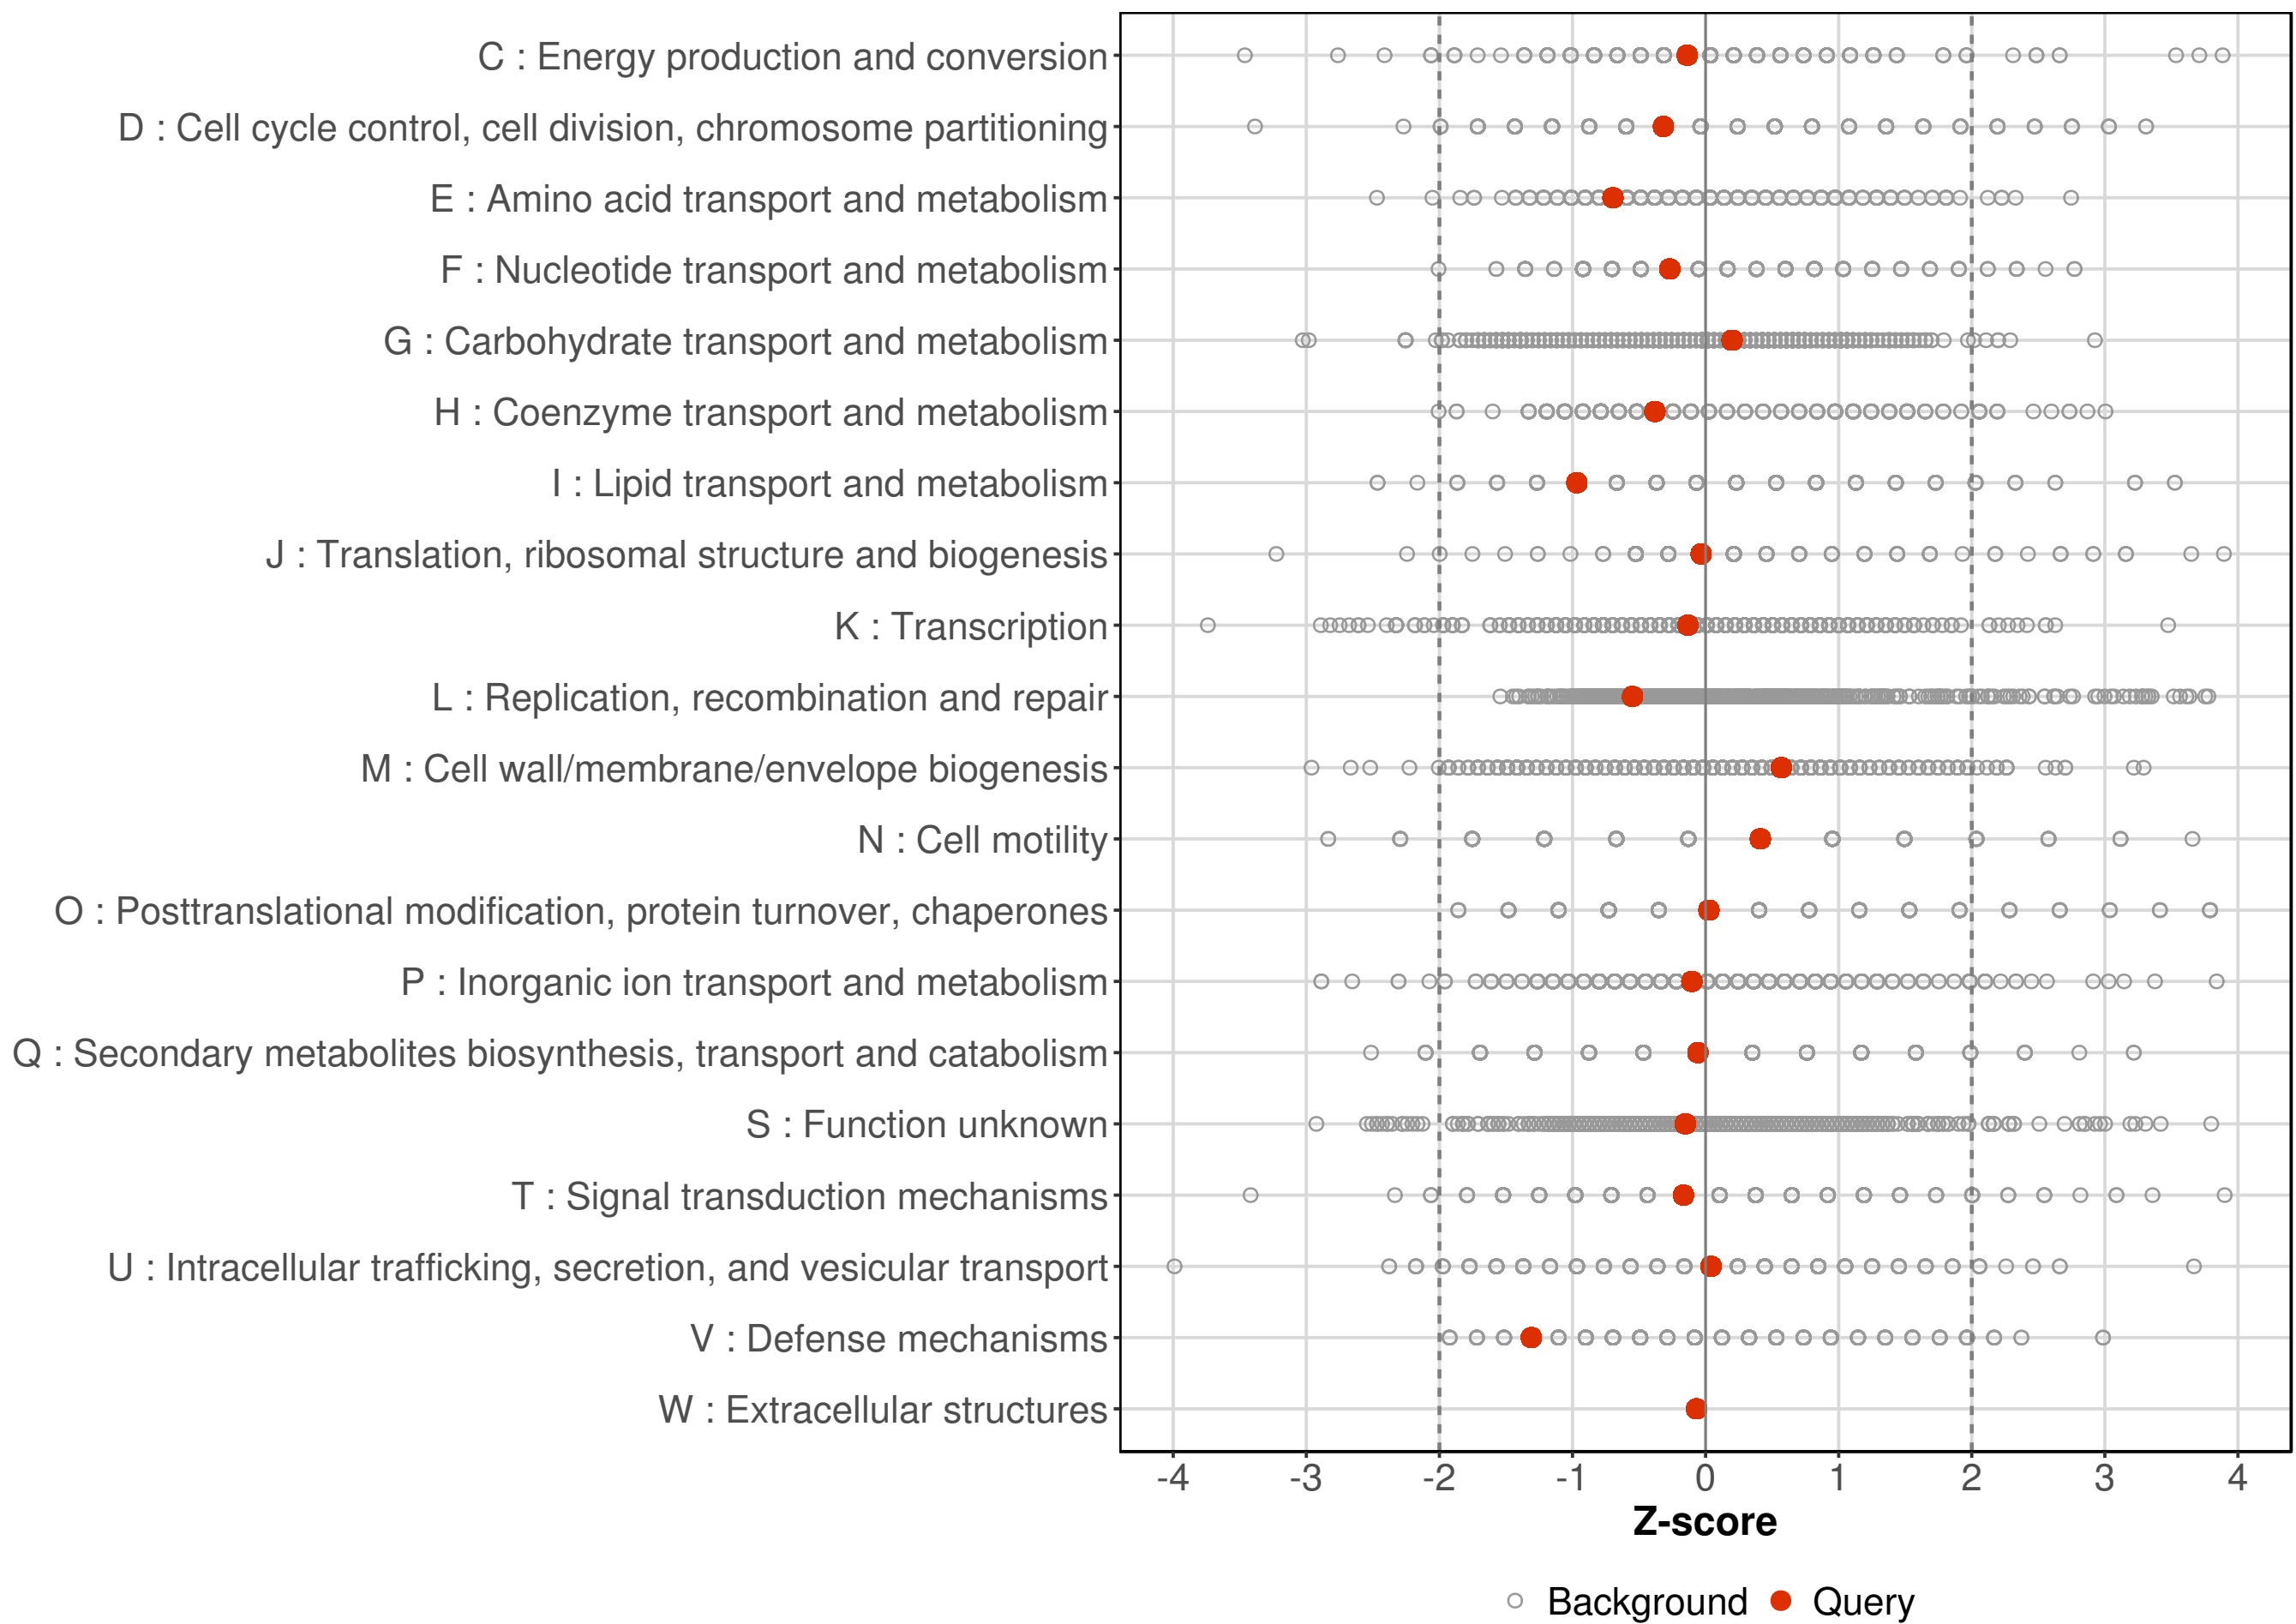 C : Energy production and conversion
D : Cell cycle control, cell division, chromosome partitioning
E : Amino acid transport and metabolism
F : Nucleotide transport and metabolism
G : Carbohydrate transport and metabolism
H : Coenzyme transport and metabolism
I : Lipid transport and metabolism
J : Translation, ribosomal structure and biogenesis
K : Transcription
L : Replication, recombination and repair
M : Cell wall/membrane/envelope biogenesis
N : Cell motility
O : Posttranslational modification, protein turnover, chaperones
P : Inorganic ion transport and metabolism
Q : Secondary metabolites biosynthesis, transport and catabolism
S : Function unknown
T : Signal transduction mechanisms
U : Intracellular trafficking, secretion, and vesicular transport
V : Defense mechanisms
W : Extracellular structures
-4 -3 -2 -1 0 1 2 3 4
Z-score
Background Query